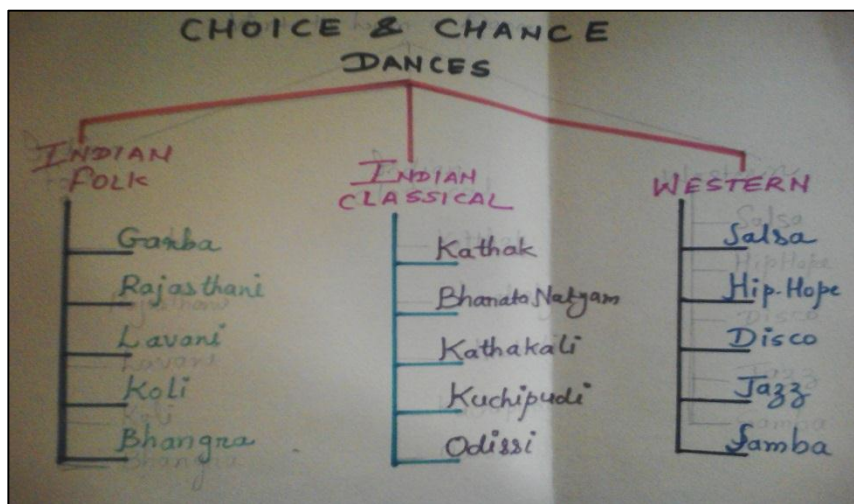 CHOICE & CHANCE
DANCES
INDIAN
FOLK
Garba
Rajasthani
Lavani
Koli
Bhangra
INDIAN
CLASSICAL
Kathak
Bharata Natyam
Kathakali
Kuchipudi
Odissi
WESTERN
Salsa
Hip-Hope
Disco
Jazz
Samba